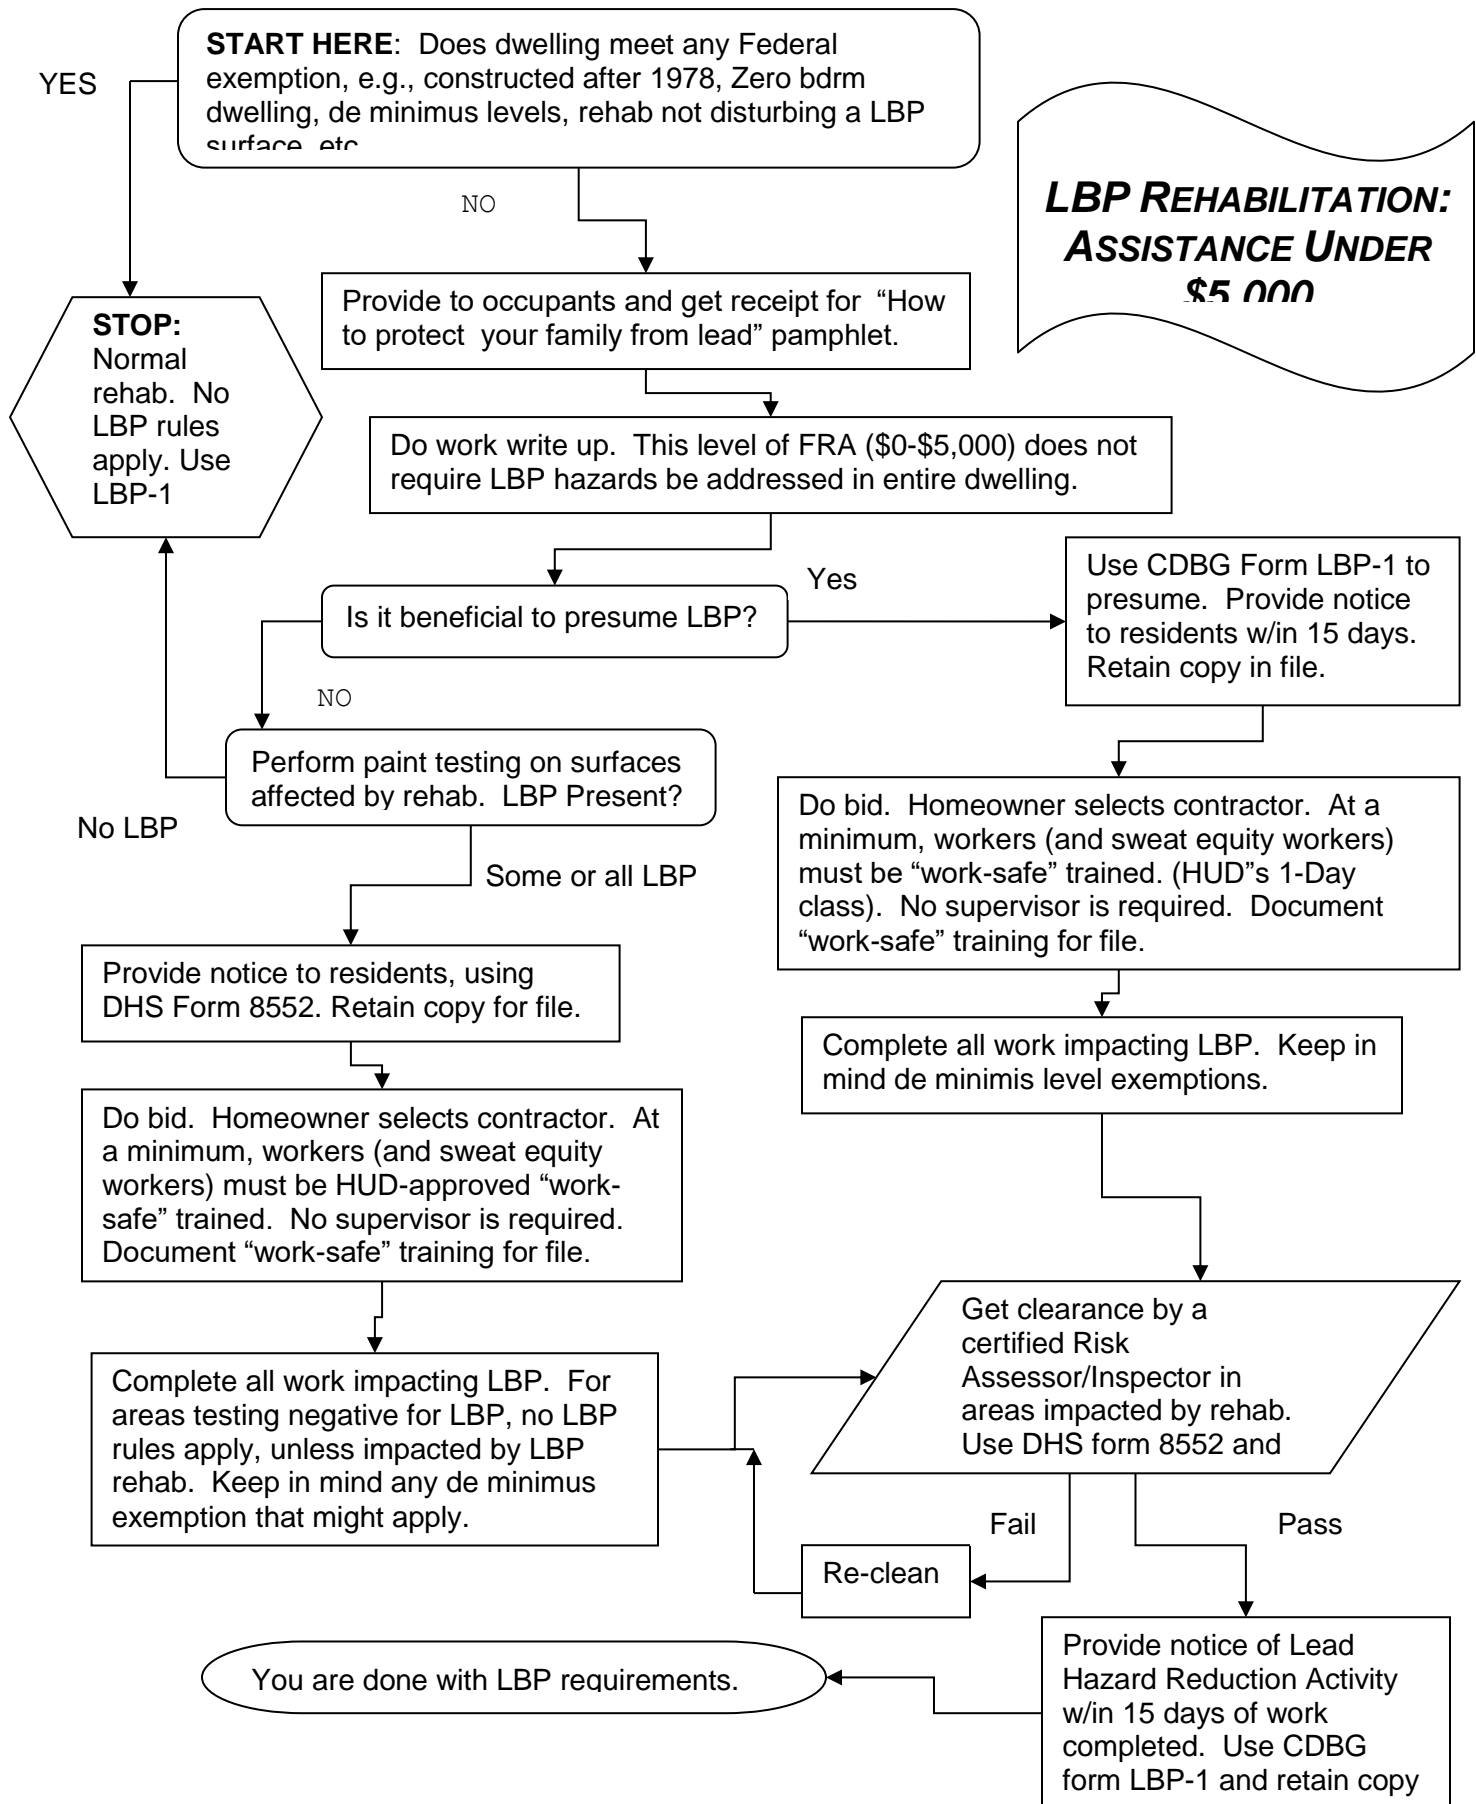 START HERE: Does dwelling meet any Federal
exemption, e.g., constructed after 1978, Zero bdrm
dwelling, de minimus levels, rehab not disturbing a LBP
surface, etc
YES
NO
LBP REHABILITATION:
ASSISTANCE UNDER
$5,000
STOP:
Normal
rehab. No
LBP rules
apply. Use
LBP-1
Provide to occupants and get receipt for “How
to protect your family from lead” pamphlet.
Do work write up. This level of FRA ($0-$5,000) does not
require LBP hazards be addressed in entire dwelling.
Is it beneficial to presume LBP?
Yes
NO
Use CDBG Form LBP-1 to
presume. Provide notice
to residents w/in 15 days.
Retain copy in file.
Perform paint testing on surfaces
affected by rehab. LBP Present?
No LBP
Some or all LBP
Do bid. Homeowner selects contractor. At a
minimum, workers (and sweat equity workers)
must be “work-safe” trained. (HUD”s 1-Day
class). No supervisor is required. Document
“work-safe” training for file.
Provide notice to residents, using
DHS Form 8552. Retain copy for file.
Complete all work impacting LBP. Keep in
mind de minimis level exemptions.
Do bid. Homeowner selects contractor. At
a minimum, workers (and sweat equity
workers) must be HUD-approved “work-
safe” trained. No supervisor is required.
Document “work-safe” training for file.
Get clearance by a
certified Risk
Assessor/Inspector in
areas impacted by rehab.
Use DHS form 8552 and
Complete all work impacting LBP. For
areas testing negative for LBP, no LBP
rules apply, unless impacted by LBP
rehab. Keep in mind any de minimus
exemption that might apply.
Fail
Pass
Re-clean
Provide notice of Lead
Hazard Reduction Activity
w/in 15 days of work
completed. Use CDBG
form LBP-1 and retain copy
You are done with LBP requirements.